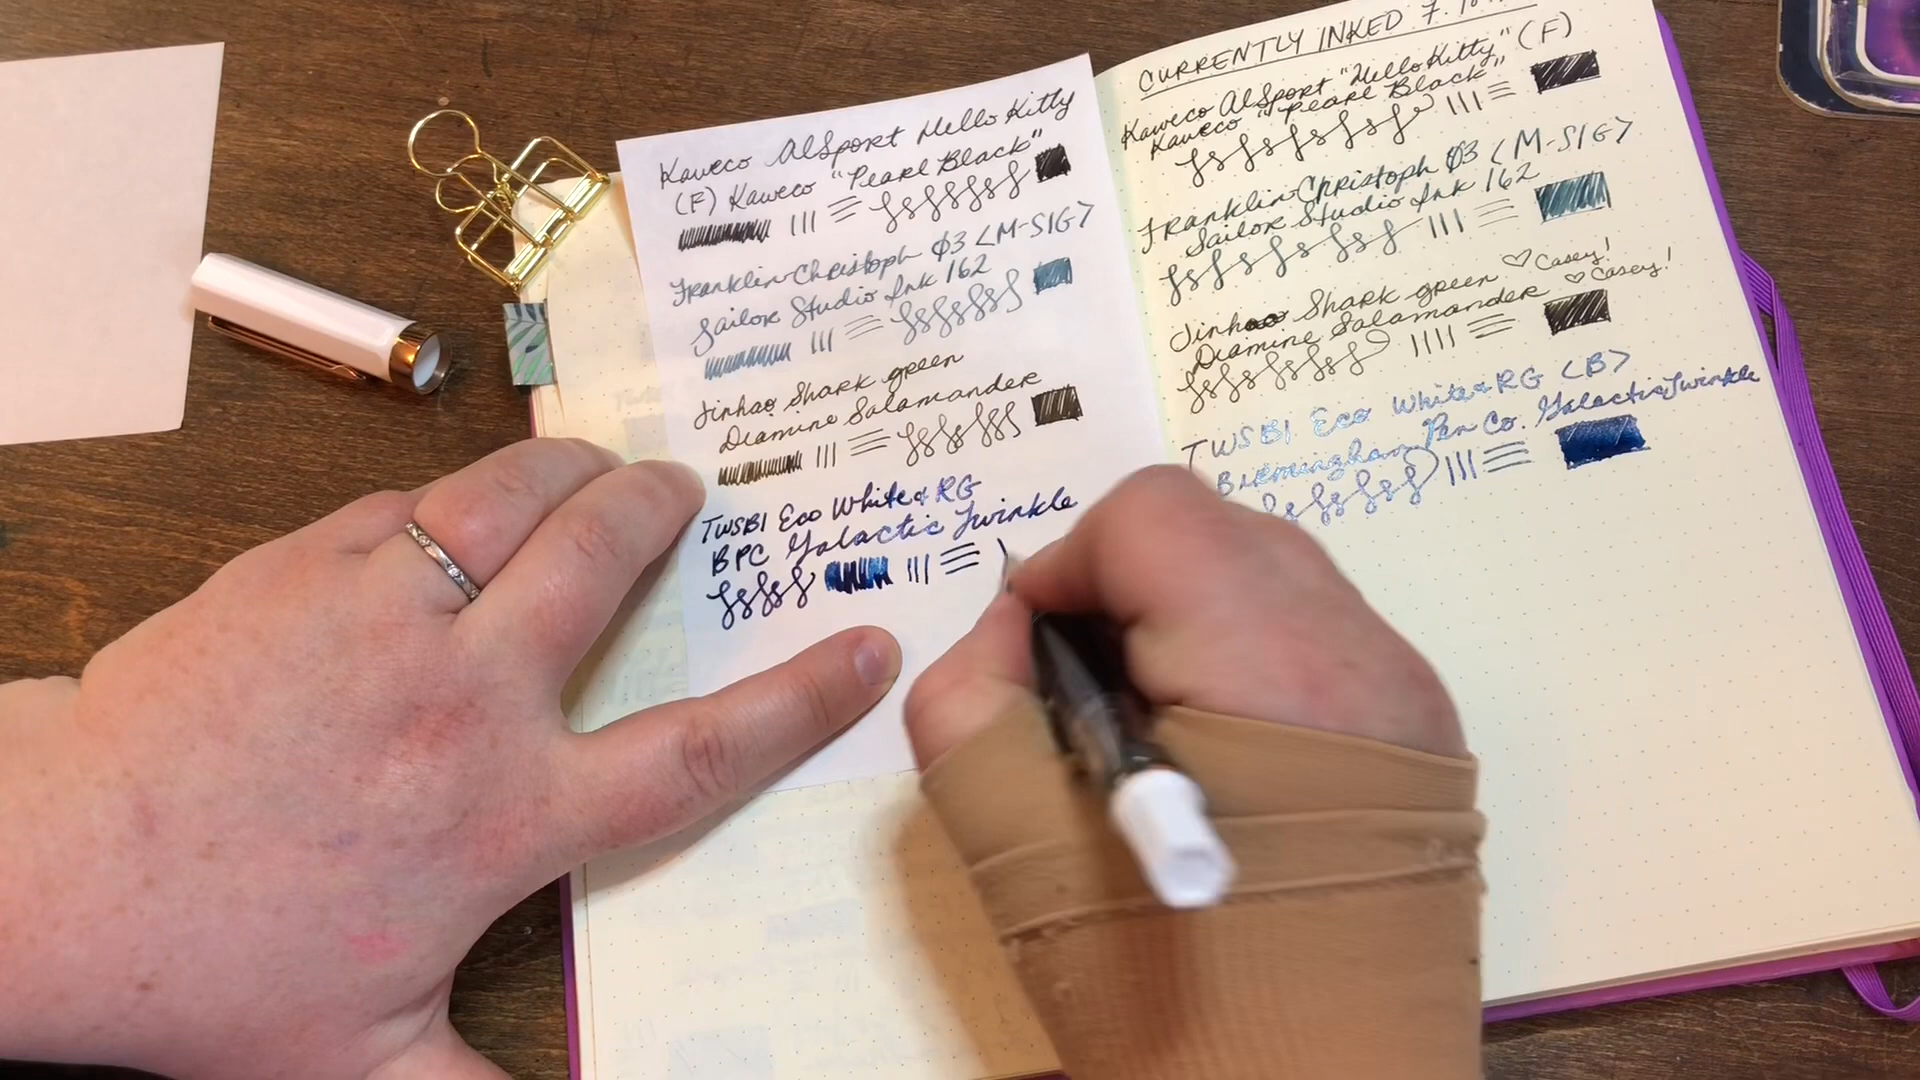 Kaweco AlSport Hello Kitty
(F) Kaweco "Pearl Black"
Franklin-Christoph 03 <M-SIG>
Sailor Studio Ink 162
Jinhao Shark green
Diamine Salamander
TWSBI Eco White & RG
BPC Galactic Twinkle
CURRENTLY INKED 7.
Kaweco AlSport "Hello Kitty" (F)
Kaweco "Pearl Black"
Franklin-Christoph 03 <M-SIG>
Sailor Studio Ink 162
Jinhao Shark green ♡ Casey!
Diamine Salamander ♡ Casey!
TWSBI Eco White & RG <B>
Birmingham Pen Co. Galactic Twinkle